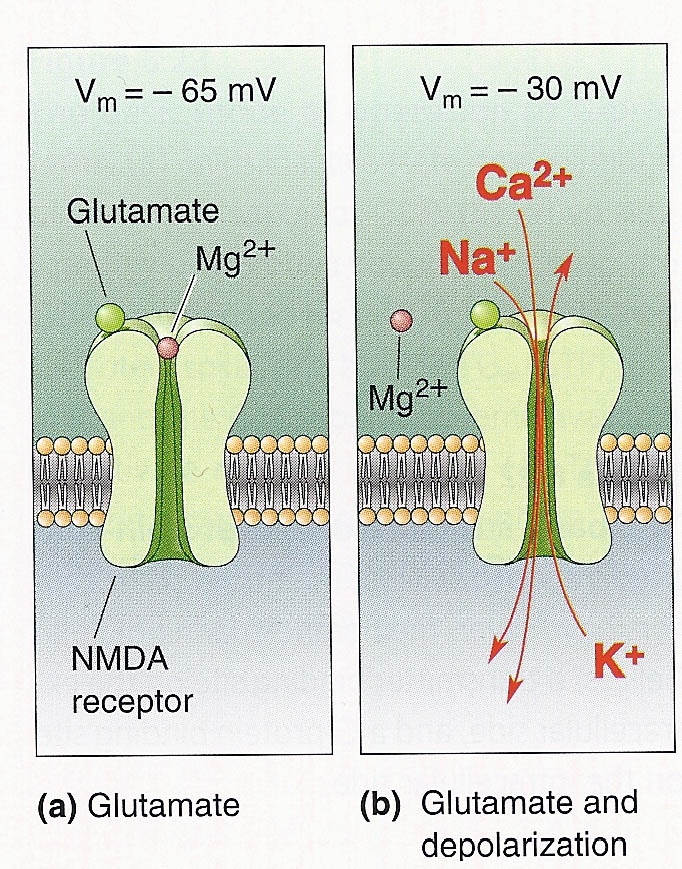 Vm = – 65 mV
Glutamate
Mg2+
NMDA
receptor
(a) Glutamate
Vm = – 30 mV
Ca2+
Na+
Mg2+
K+
(b) Glutamate and
depolarization